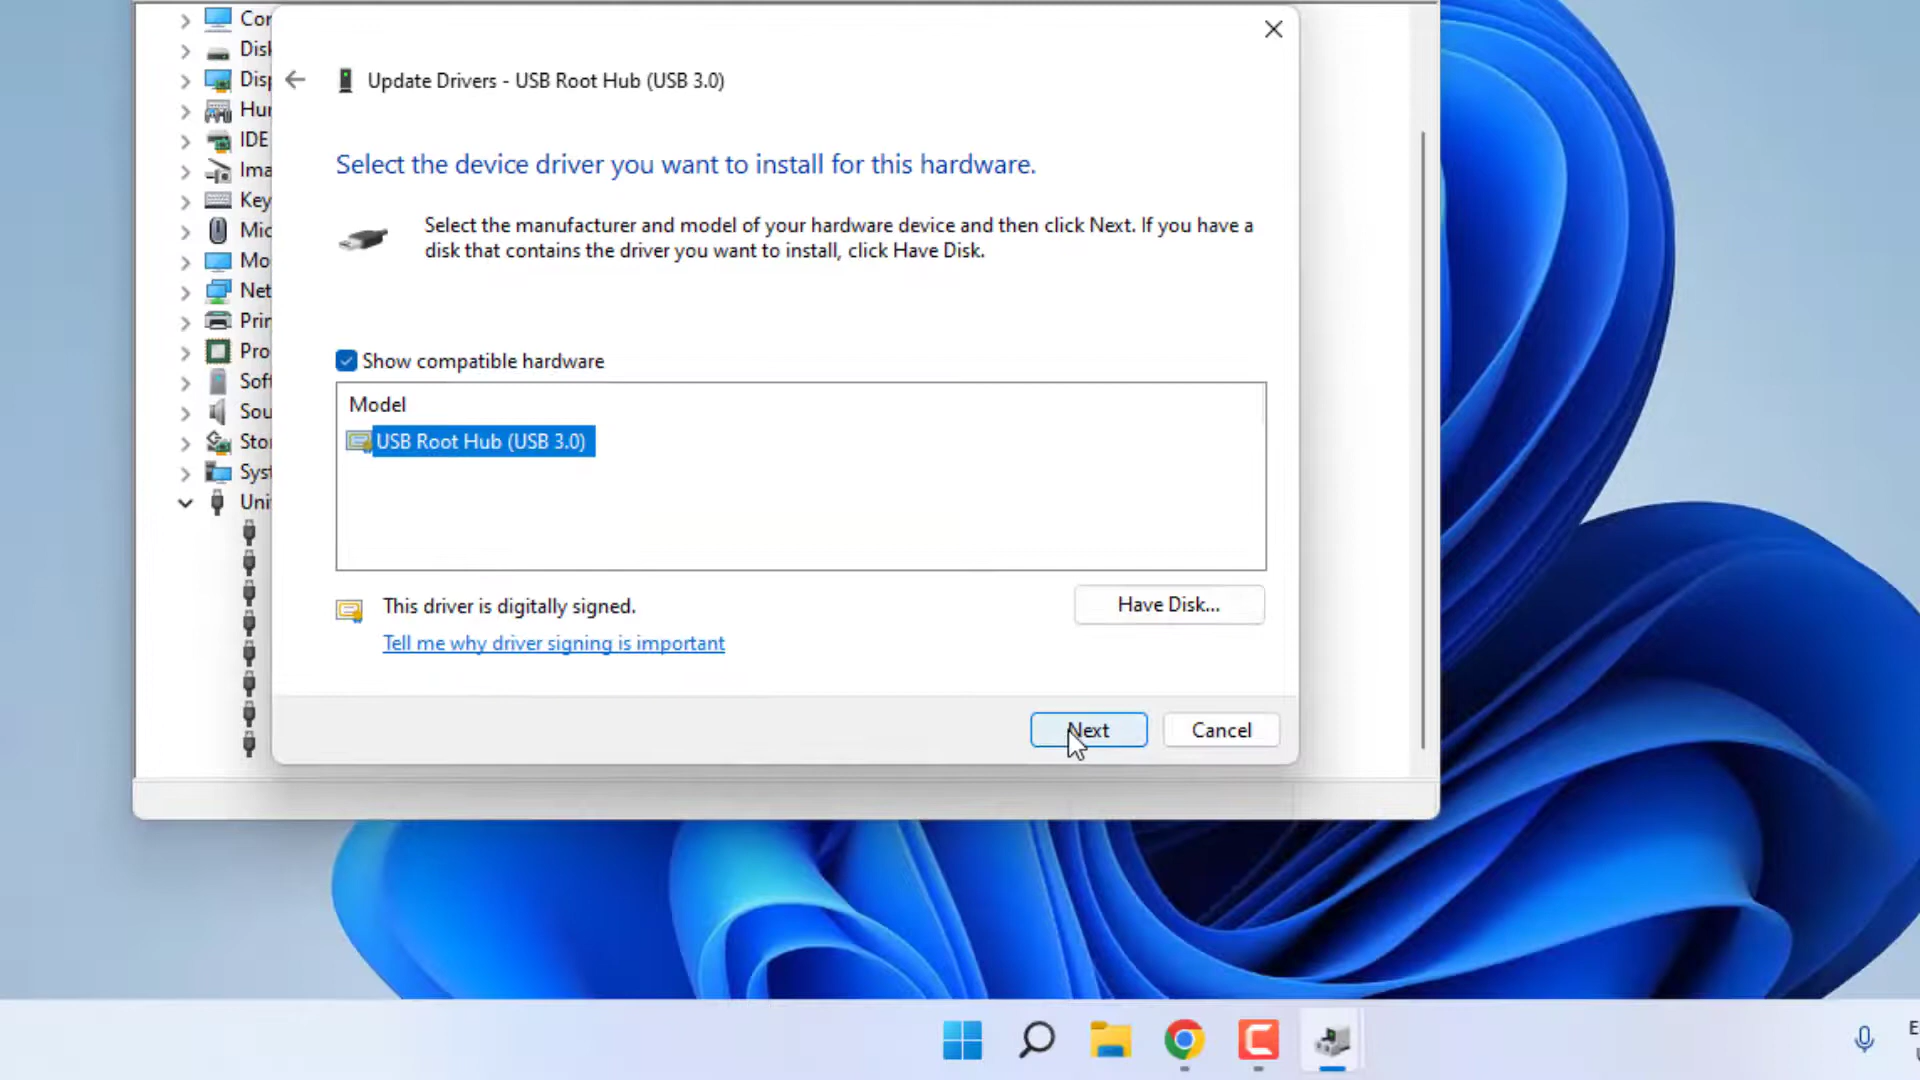 Update Drivers - USB Root Hub (USB 3.0)
Select the device driver you want to install for this hardware.
Select the manufacturer and model of your hardware device and then click Next. If you have a
disk that contains the driver you want to install, click Have Disk.
Show compatible hardware
Model
USB Root Hub (USB 3.0)
This driver is digitally signed.
Have Disk...
Tell me why driver signing is important
Next
Cancel
Cor
Disk
Disp
Hur
IDE
Ima
Key
Mic
Mo
Net
Prin
Pro
Soft
Sou
Stor
Syst
Uni